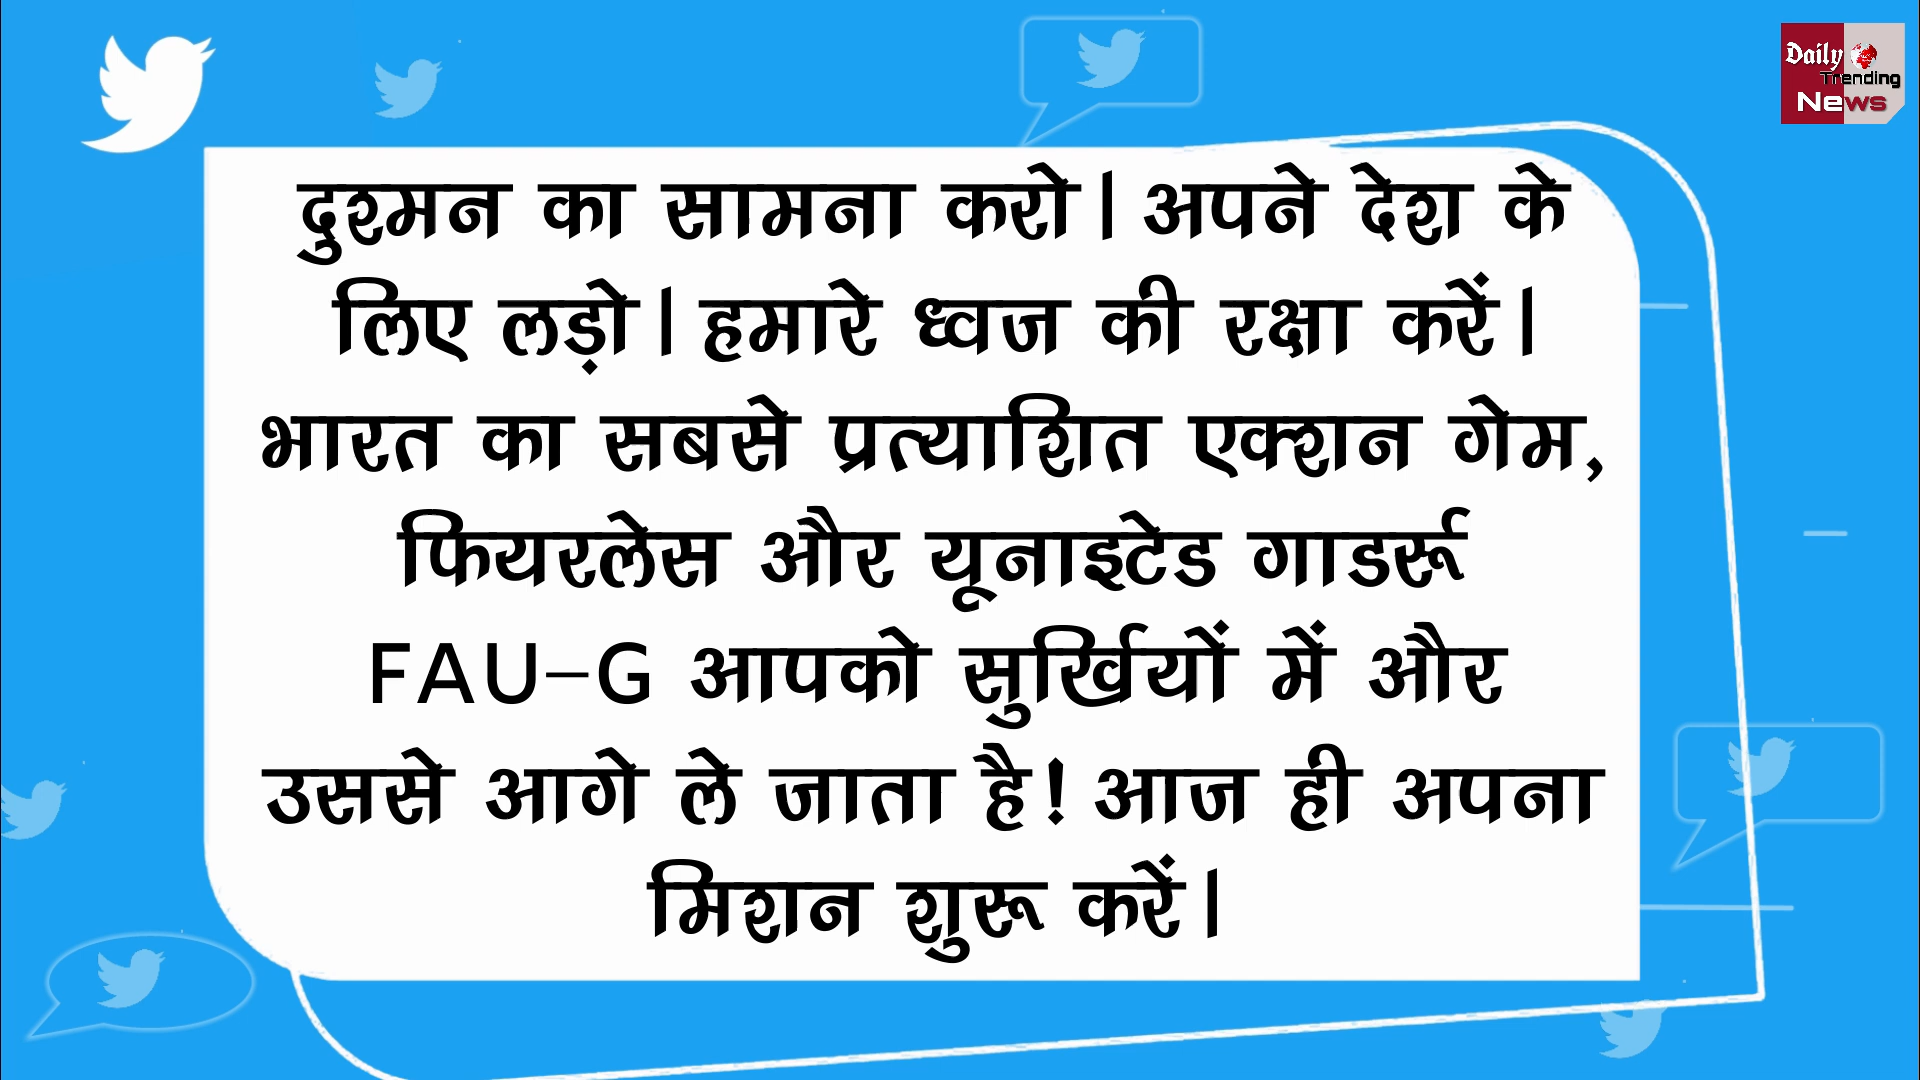 Daily
Trending
News
दुश्मन का सामना करो। अपने देश के
लिए लड़ो। हमारे ध्वज की रक्षा करें।
भारत का सबसे प्रत्याशित एक्शन गेम,
फियरलेस और यूनाइटेड गाडर्रू
FAU-G आपको सुर्खियों में और
उससे आगे ले जाता है! आज ही अपना
मिशन शुरू करें।